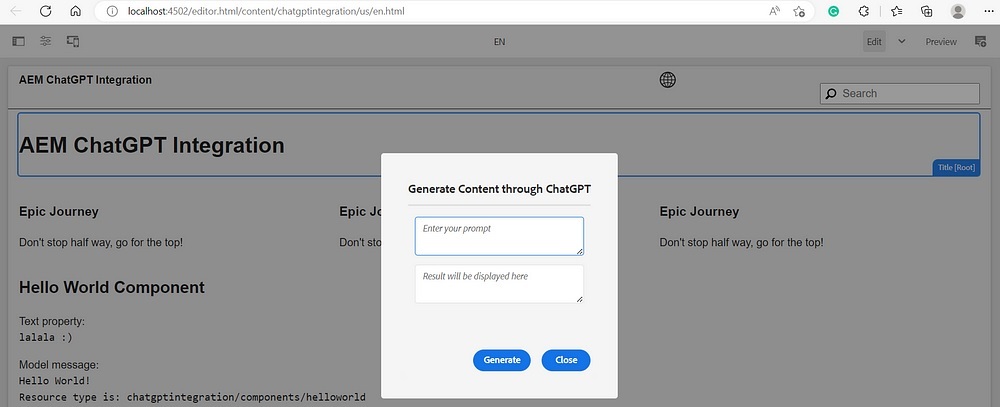 https://localhost:4502/editor.html/content/chatgptintegration/us/en.html
EN
Edit
Preview
AEM ChatGPT Integration
Search
AEM ChatGPT Integration
Title [Root]
Generate Content through ChatGPT
Enter your prompt
Result will be displayed here
Generate Close
Epic Journey
Don't stop half way, go for the top!
Epic Jo
Don't sto
Epic Journey
Don't stop half way, go for the top!
Hello World Component
Text property:
lalala :)
Model message:
Hello World!
Resource type is: chatgptintegration/components/helloworld